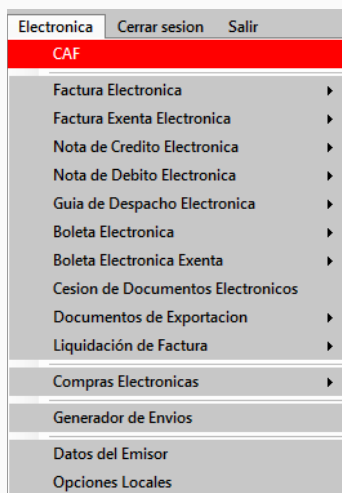 Electronica Cerrar sesion Salir
CAF
Factura Electronica
Factura Exenta Electronica
Nota de Credito Electronica
Nota de Debito Electronica
Guia de Despacho Electronica
Boleta Electronica
Boleta Electronica Exenta
Cesion de Documentos Electronicos
Documentos de Exportacion
Liquidación de Factura
Compras Electronicas
Generador de Envios
Datos del Emisor
Opciones Locales